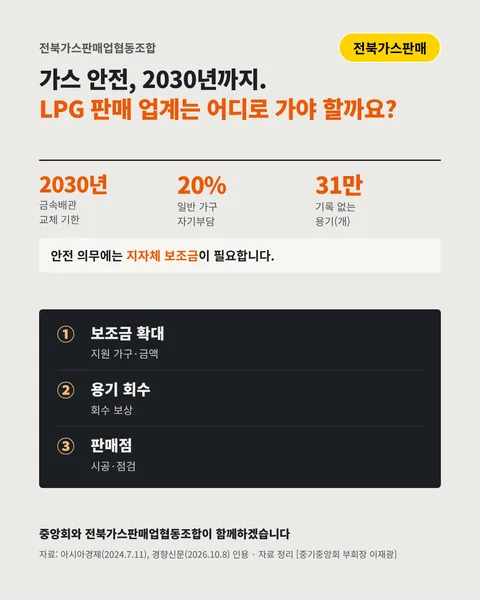 전북가스판매업협동조합
전북가스판매
가스 안전, 2030년까지.
LPG 판매 업계는 어디로 가야 할까요?
2030년
금속배관
교체 기한
20%
일반 가구
자기부담
31만
기록 없는
용기(개)
안전 의무에는 지자체 보조금이 필요합니다.
① 보조금 확대
지원 가구·금액
② 용기 회수
회수 보상
③ 판매점
시공·점검
중앙회와 전북가스판매업협동조합이 함께하겠습니다
자료: 아시아경제(2024.7.11), 경향신문(2026.10.8) 인용 · 자료 정리 [중기중앙회 부회장 이재광]